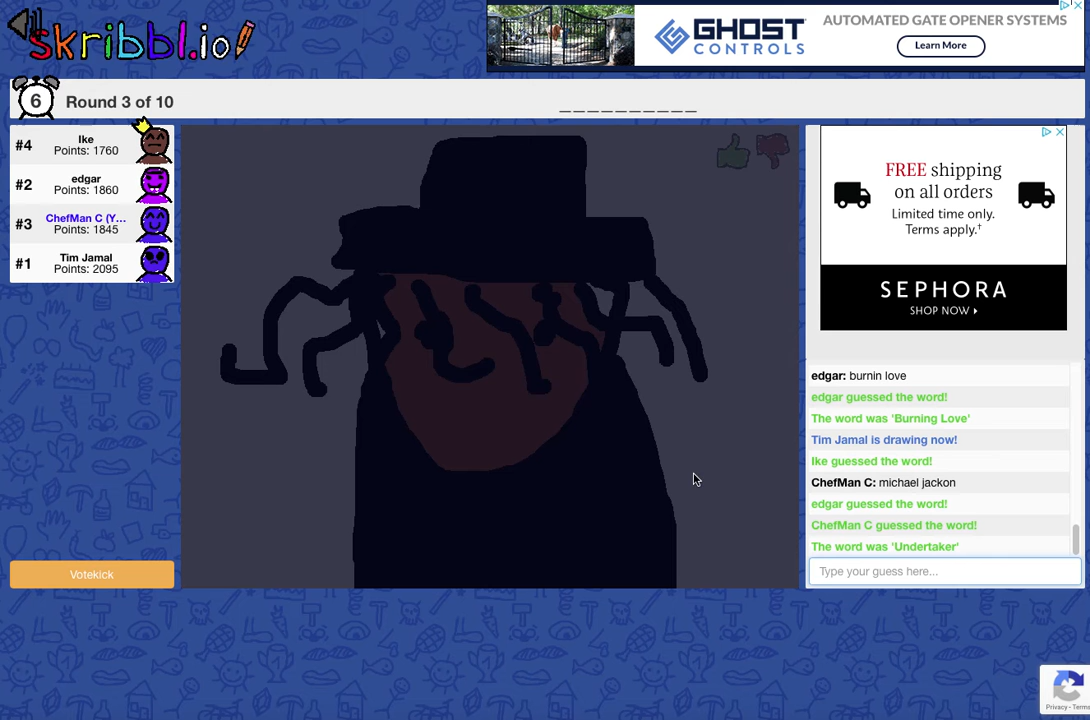 skribbl.io
GHOST
CONTROLS
AUTOMATED GATE OPENER SYSTEMS
Learn More
6
Round 3 of 10
__________
#4
Ike
Points: 1760
#2
edgar
Points: 1860
#3
ChefMan C (Y...
Points: 1845
#1
Tim Jamal
Points: 2095
Votekick
FREE shipping
on all orders
Limited time only.
Terms apply.†
SEPHORA
SHOP NOW
edgar: burnin love
edgar guessed the word!
The word was 'Burning Love'
Tim Jamal is drawing now!
Ike guessed the word!
ChefMan C: michael jackon
edgar guessed the word!
ChefMan C guessed the word!
The word was 'Undertaker'
Type your guess here...
Privacy - Terms